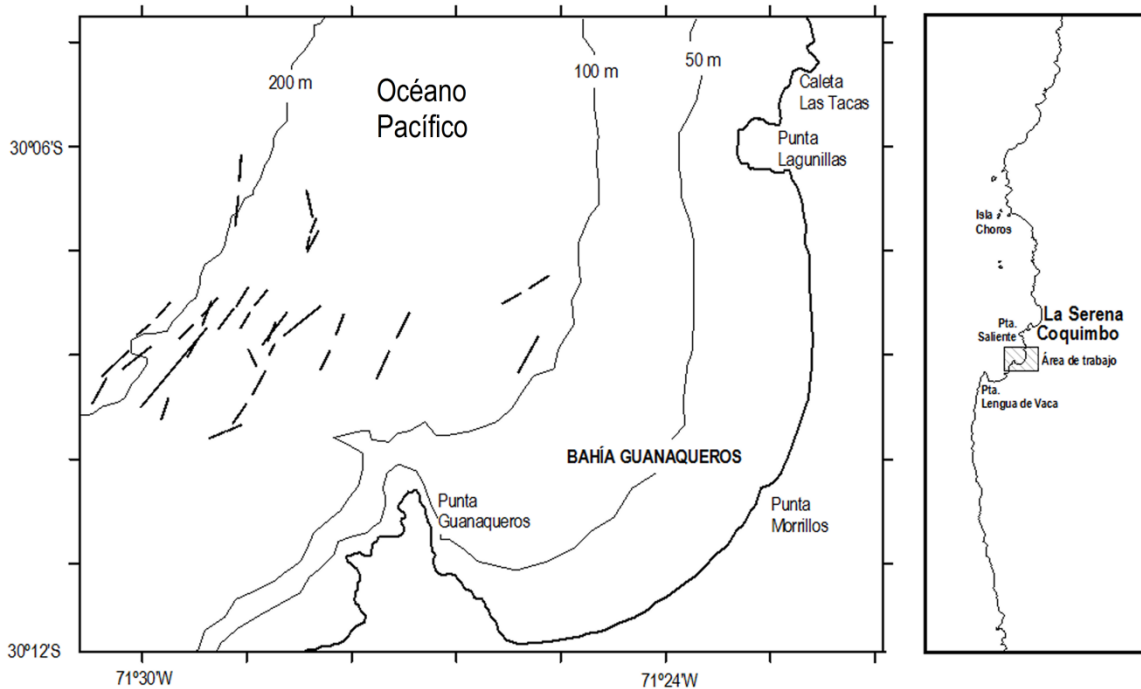 200 m
Océano
Pacífico
100 m
50 m
Caleta
Las Tacas
Punta
Lagunillas
30º06'S
BAHÍA GUANAQUEROS
Punta
Guanaqueros
Punta
Morrillos
30º12'S
71º30'W
71º24'W
Isla
Choros
La Serena
Coquimbo
Pta.
Saliente
Área de trabajo
Pta.
Lengua de Vaca